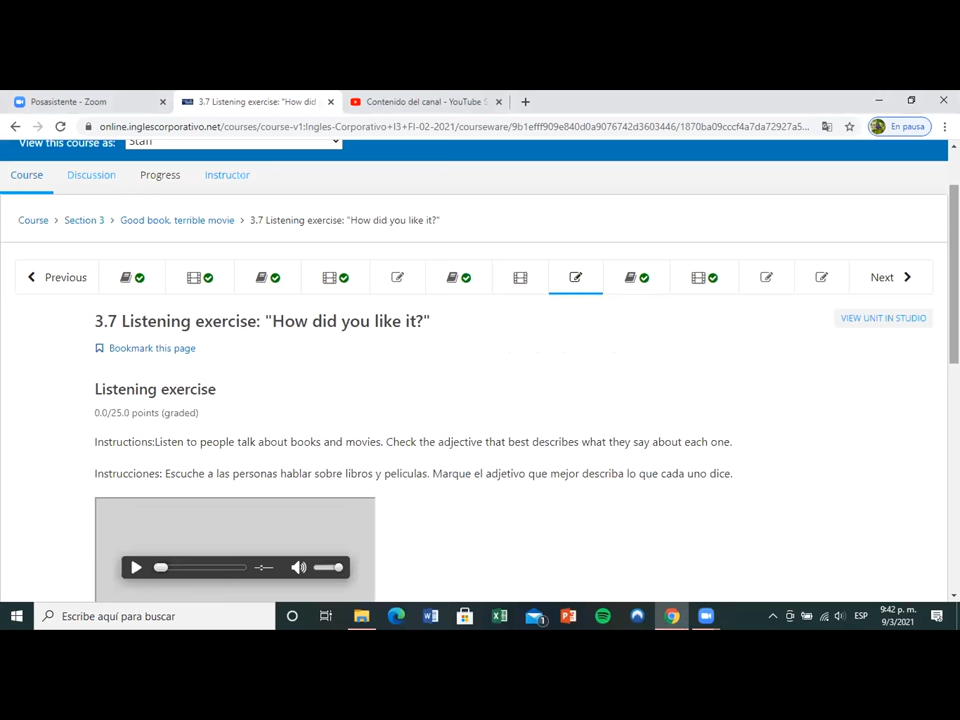 Posasistente - Zoom
3.7 Listening exercise: "How did
Contenido del canal - YouTube S
online.inglescorporativo.net/courses/course-v1:Ingles-Corporativo+I3+FI-02-2021/courseware/9b1efff909e840d0a9076742d3603446/1870ba09cccf4a7da72927a5...
En pausa
View this course as:
Staff
Course
Discussion
Progress
Instructor
Course > Section 3 > Good book, terrible movie > 3.7 Listening exercise: "How did you like it?"
Previous
Next
3.7 Listening exercise: "How did you like it?"
VIEW UNIT IN STUDIO
Bookmark this page
Listening exercise
0.0/25.0 points (graded)
Instructions:Listen to people talk about books and movies. Check the adjective that best describes what they say about each one.
Instrucciones: Escuche a las personas hablar sobre libros y peliculas. Marque el adjetivo que mejor describa lo que cada uno dice.
-:--
Escribe aquí para buscar
1
ESP
9:42 p. m.
9/3/2021